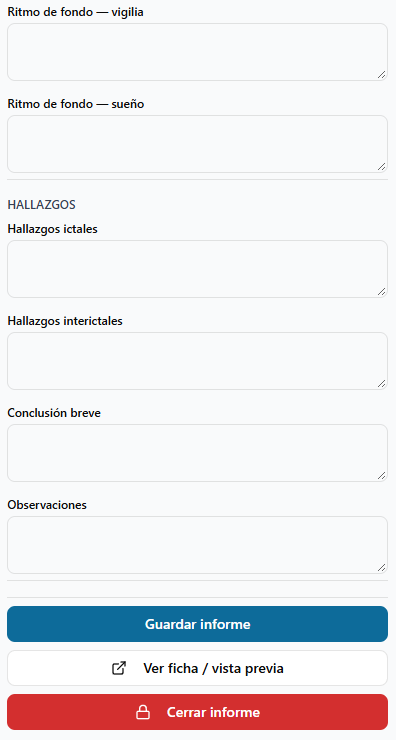 Ritmo de fondo — vigilia
Ritmo de fondo — sueño
HALLAZGOS
Hallazgos ictales
Hallazgos interictales
Conclusión breve
Observaciones
Guardar informe
Ver ficha / vista previa
Cerrar informe